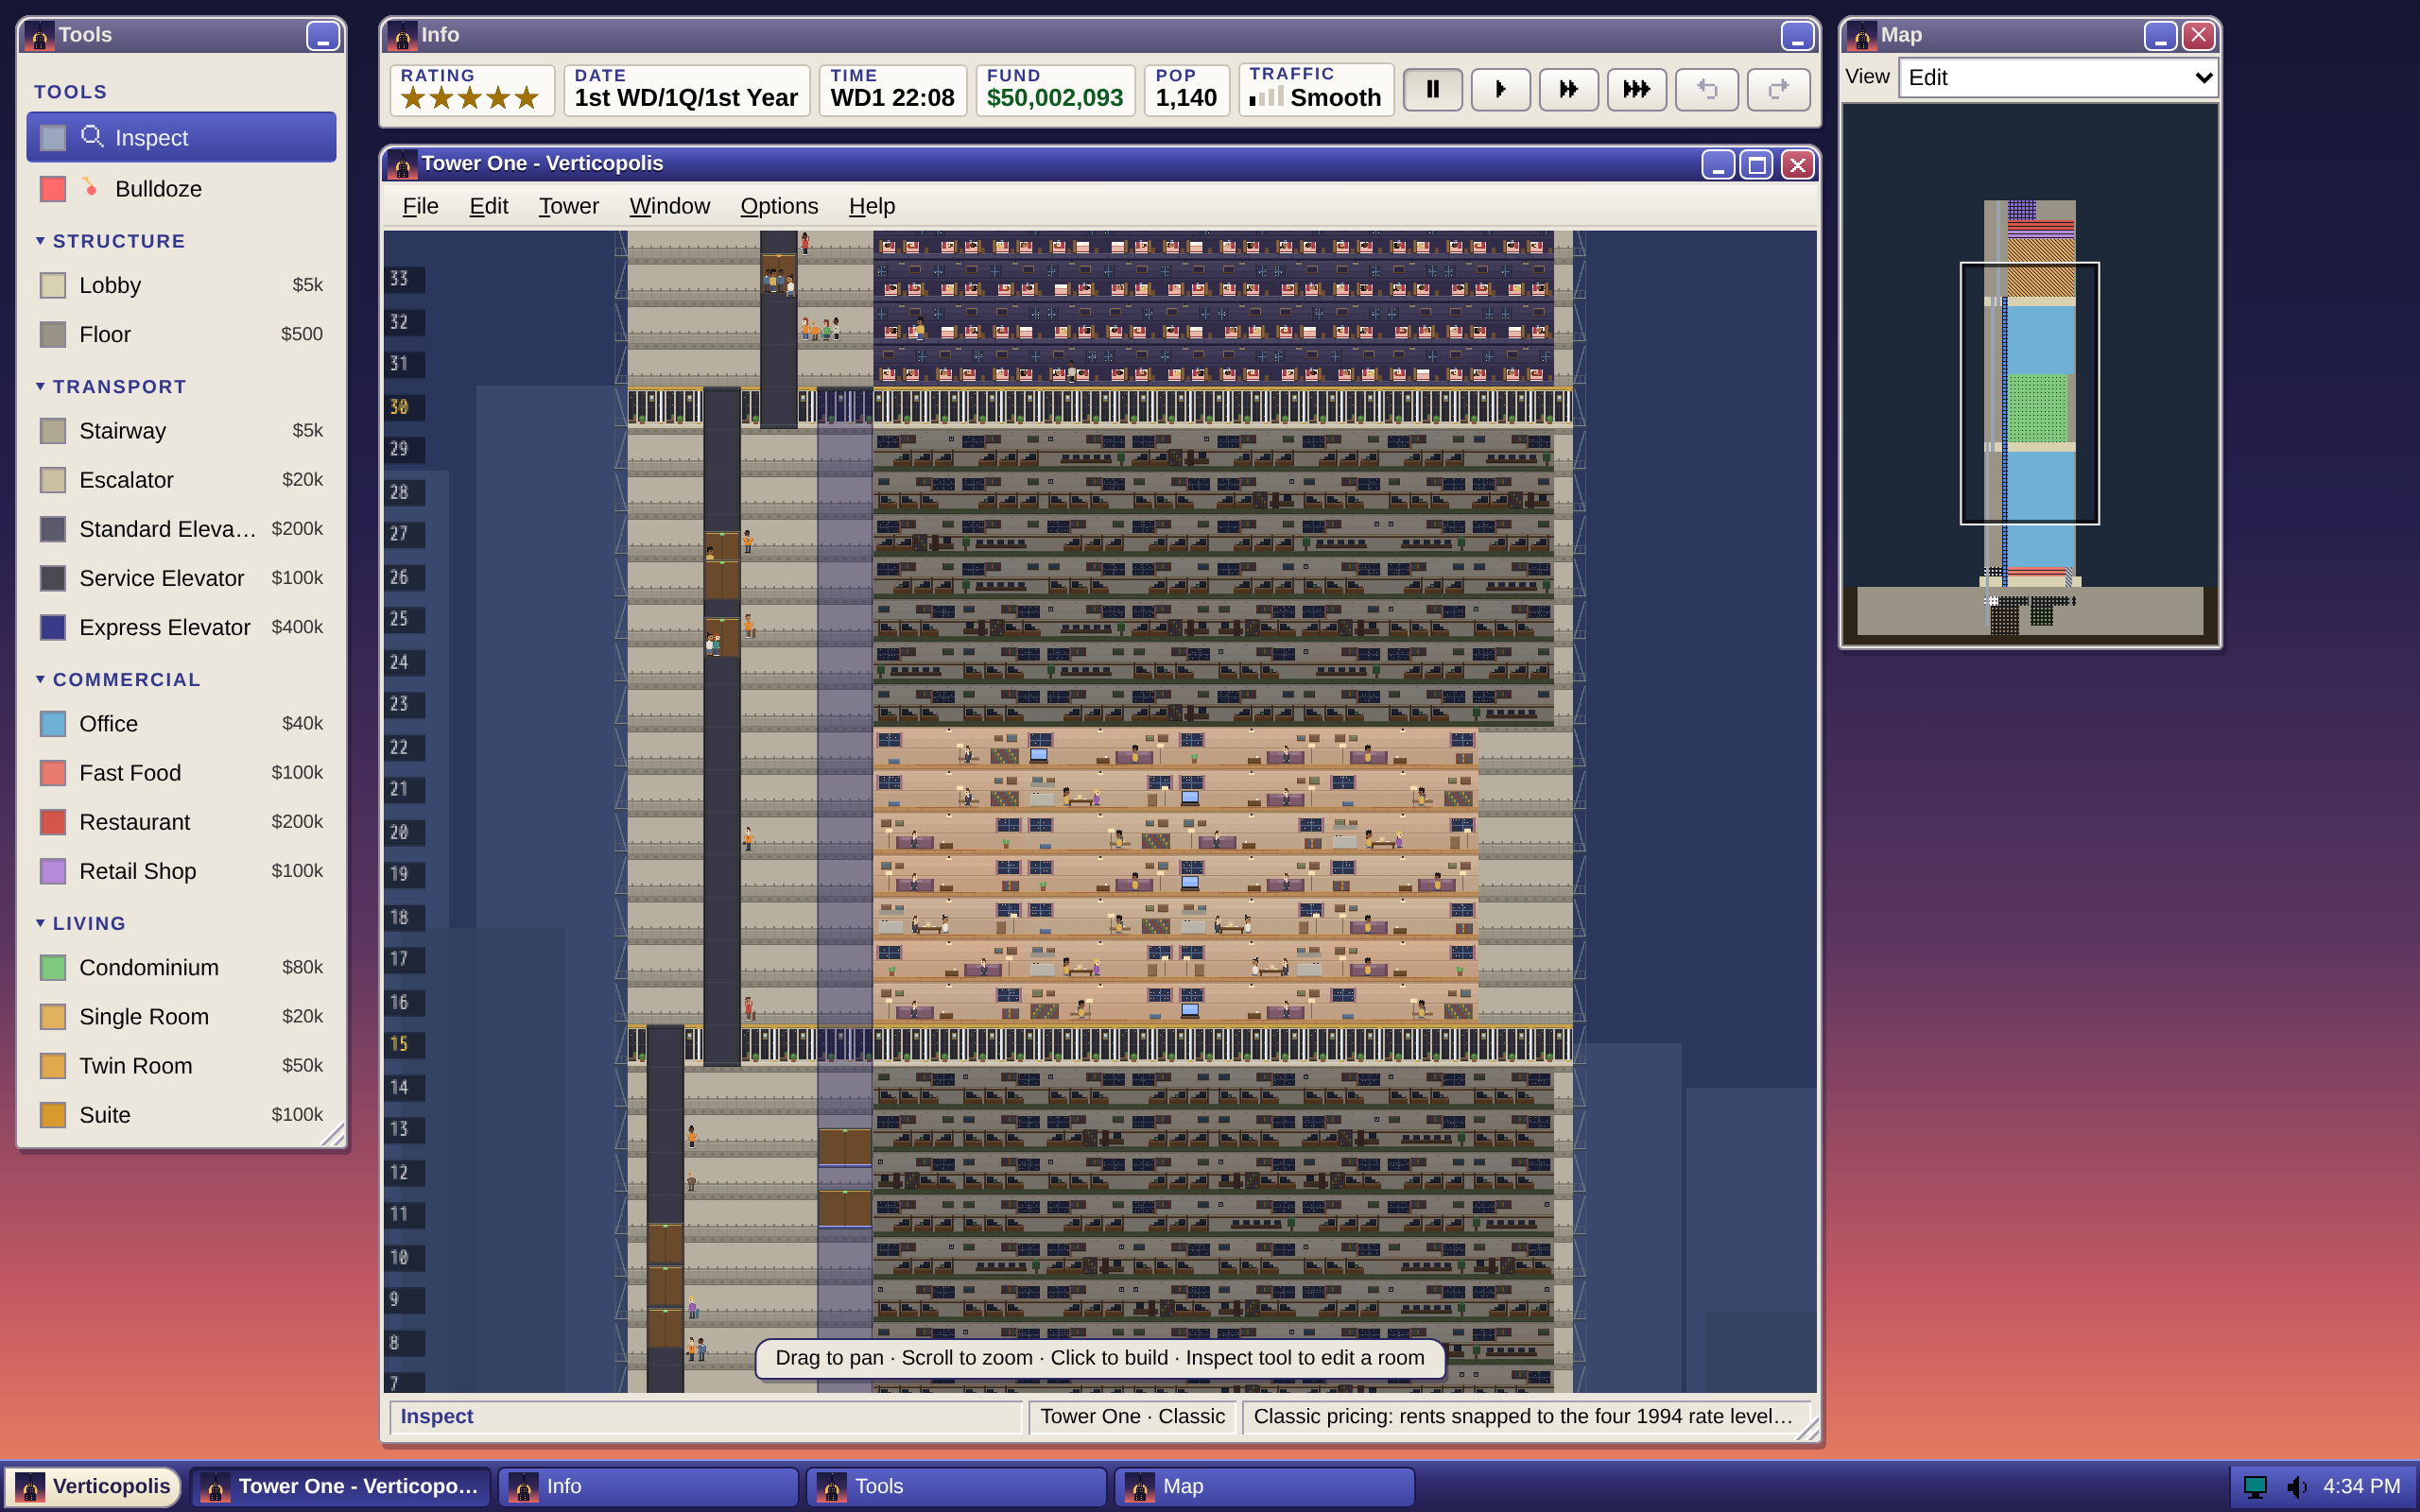 Tools
TOOLS
Inspect
Bulldoze
STRUCTURE
Lobby $5k
Floor $500
TRANSPORT
Stairway $5k
Escalator $20k
Standard Eleva… $200k
Service Elevator $100k
Express Elevator $400k
COMMERCIAL
Office $40k
Fast Food $100k
Restaurant $200k
Retail Shop $100k
LIVING
Condominium $80k
Single Room $20k
Twin Room $50k
Suite $100k
Info
RATING
DATE
1st WD/1Q/1st Year
TIME
WD1 22:08
FUND
$50,002,093
POP
1,140
TRAFFIC
Smooth
Tower One - Verticopolis
File Edit Tower Window Options Help
33
32
31
30
29
28
27
26
25
24
23
22
21
20
19
18
17
16
15
14
13
12
11
10
9
8
7
Drag to pan · Scroll to zoom · Click to build · Inspect tool to edit a room
Inspect
Tower One · Classic
Classic pricing: rents snapped to the four 1994 rate level…
Map
View Edit
Verticopolis
Tower One - Verticopo…
Info
Tools
Map
4:34 PM